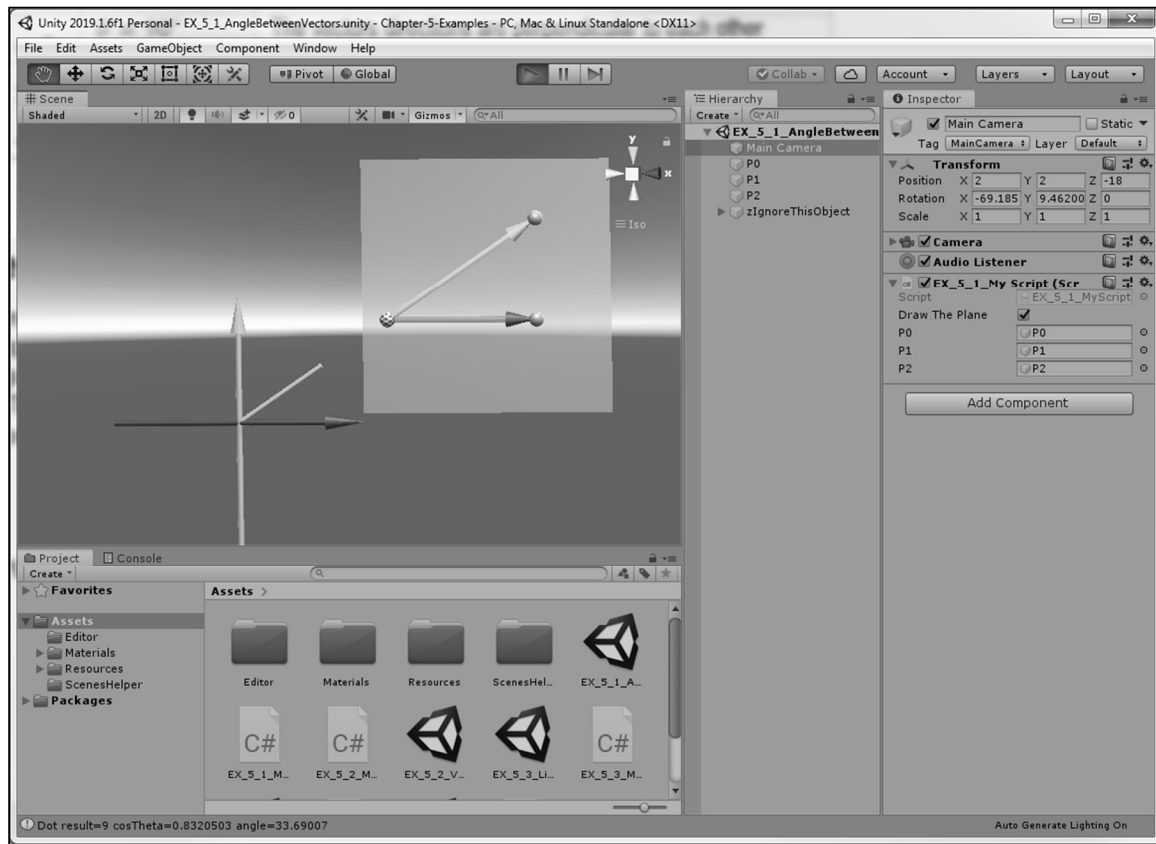 Unity 2019.1.6f1 Personal - EX_5_1_AngleBetweenVectors.unity - Chapter-5-Examples - PC, Mac & Linux Standalone <DX11>
File Edit Assets GameObject Component Window Help
Pivot Global Collab Account Layers Layout
Scene
Shaded 2D 0 Gizmos All
y
x
Iso
Hierarchy
Create All
EX_5_1_AngleBetween
Main Camera
P0
P1
P2
zIgnoreThisObject
Inspector
Main Camera Static
Tag MainCamera Layer Default
Transform
Position X 2 Y 2 Z -18
Rotation X -69.185 Y 9.46200 Z 0
Scale X 1 Y 1 Z 1
Camera
Audio Listener
EX_5_1_My Script (Scr
Script EX_5_1_MyScript
Draw The Plane
P0 P0
P1 P1
P2 P2
Add Component
Project Console
Create
Favorites
Assets
Editor
Materials
Resources
ScenesHelper
Packages
Assets >
Editor Materials Resources ScenesHel... EX_5_1_A...
C# C# C#
EX_5_1_M... EX_5_2_M... EX_5_2_V... EX_5_3_Li... EX_5_3_M...
Dot result=9 cosTheta=0.8320503 angle=33.69007
Auto Generate Lighting On